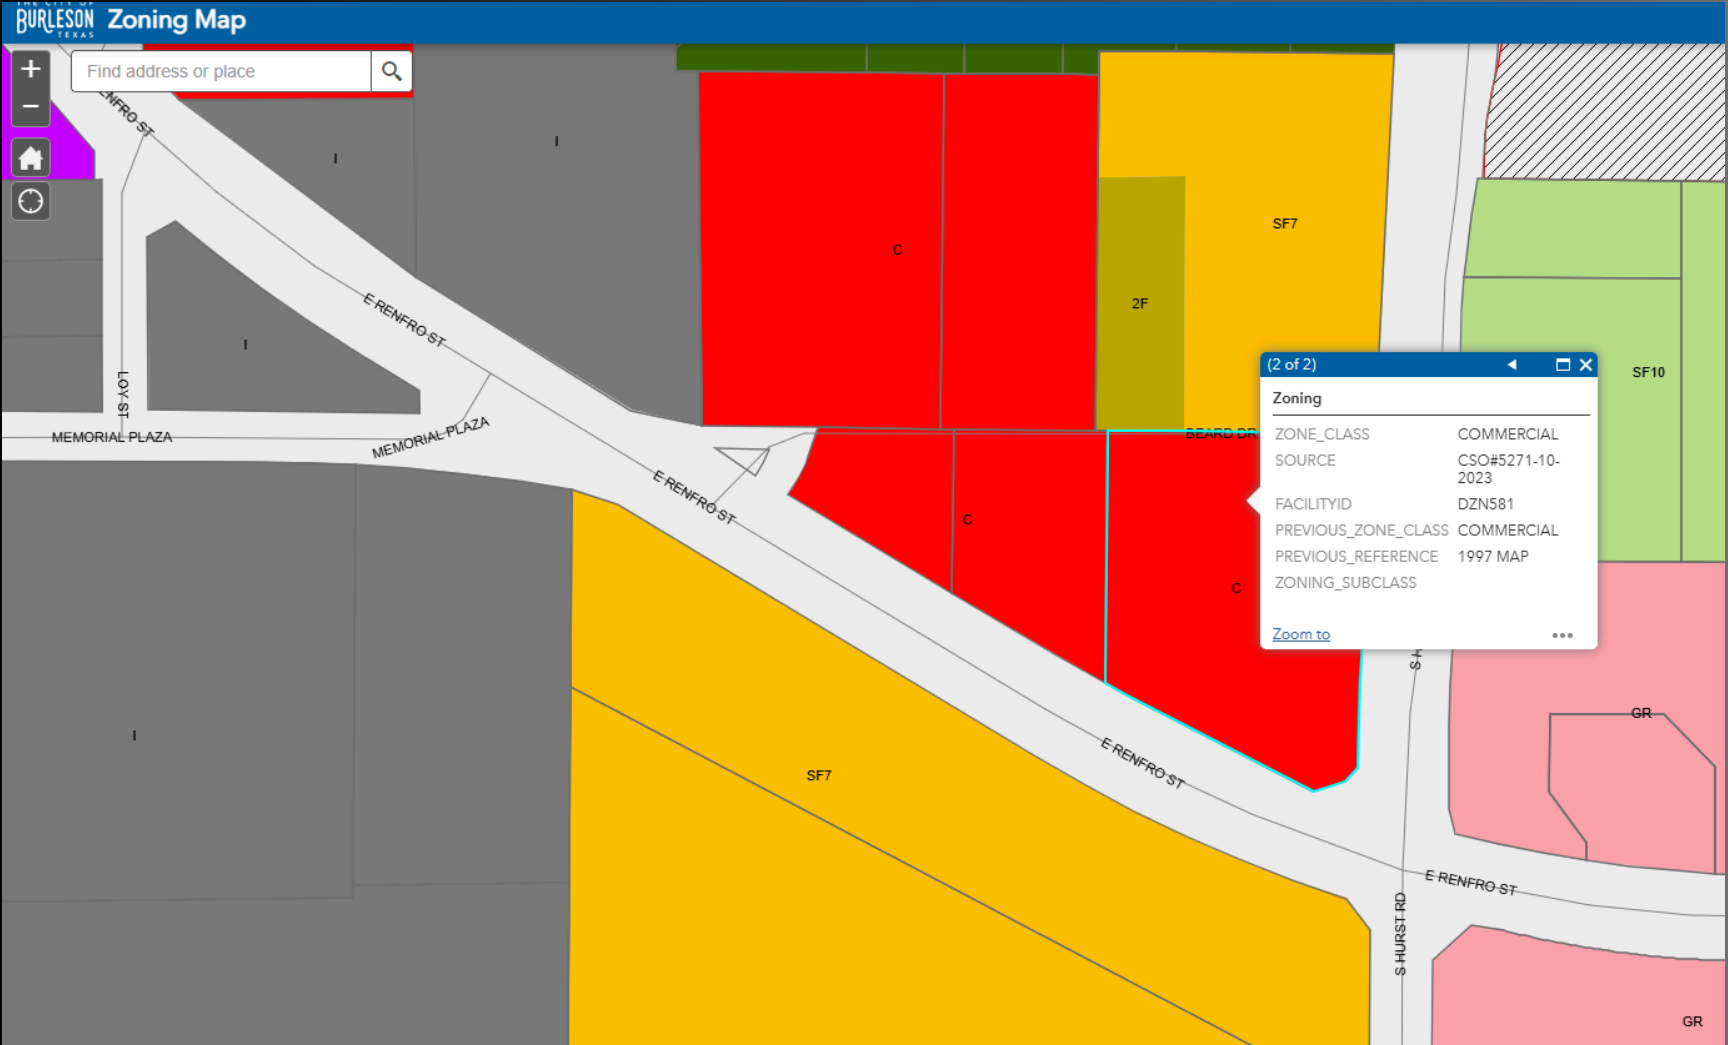 THE CITY OF
BURLESON
TEXAS
Zoning Map
+
Find address or place
−
E RENFRO ST
I
I
C
SF7
2F
E RENFRO ST
I
LOY ST
MEMORIAL PLAZA
MEMORIAL PLAZA
SF10
(2 of 2)
Zoning
ZONE_CLASS COMMERCIAL
SOURCE CSO#5271-10-
2023
FACILITYID DZN581
PREVIOUS_ZONE_CLASS COMMERCIAL
PREVIOUS_REFERENCE 1997 MAP
ZONING_SUBCLASS
Zoom to
BEARD DR
E RENFRO ST
C
C
S H
GR
I
SF7
E RENFRO ST
E RENFRO ST
S HURST RD
GR